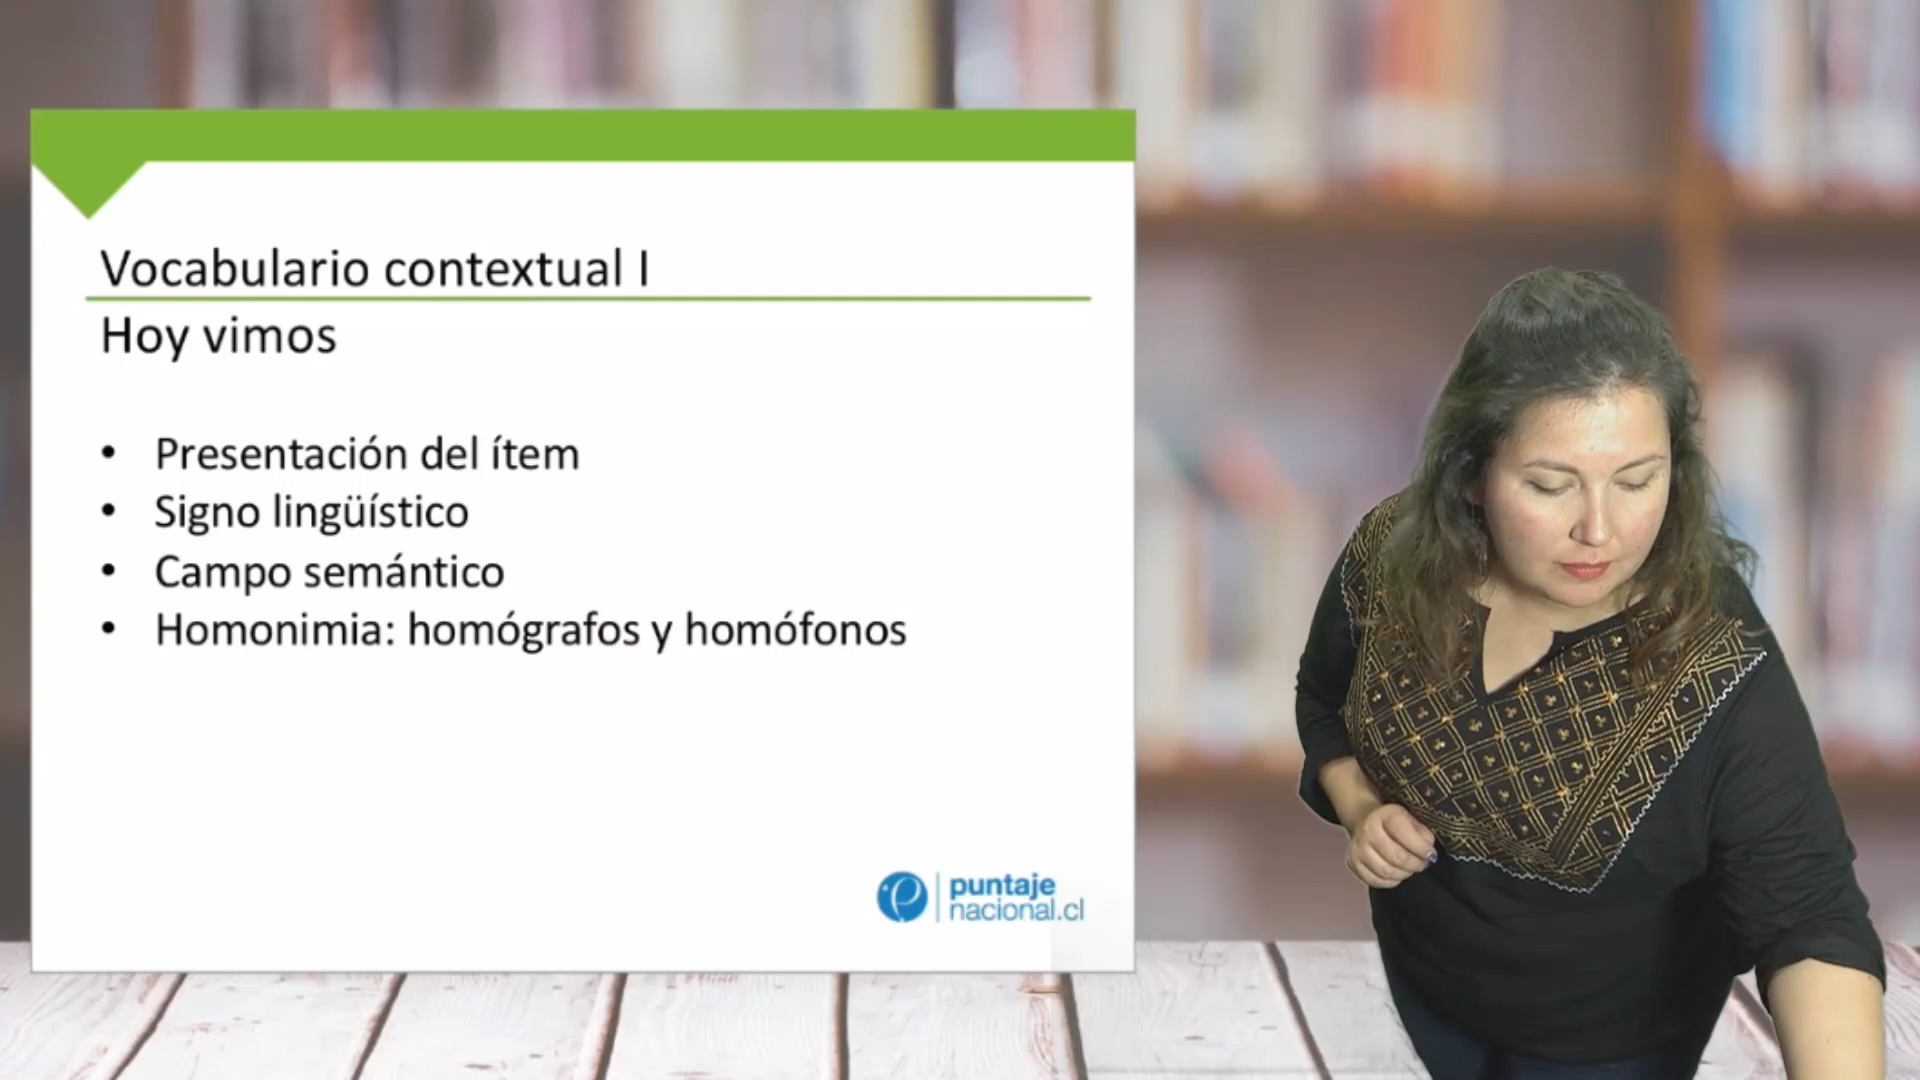 Vocabulario contextual I
Hoy vimos
• Presentación del ítem
• Signo lingüístico
• Campo semántico
• Homonimia: homógrafos y homófonos
puntaje
nacional.cl